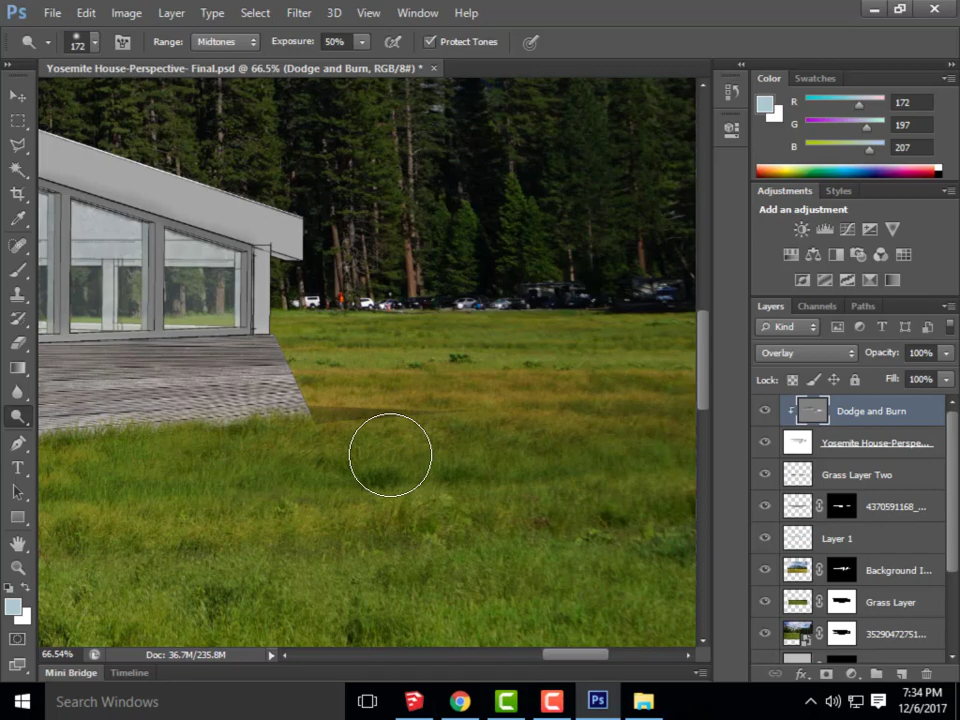 Ps File Edit Image Layer Type Select Filter 3D View Window Help
172 Range: Midtones Exposure: 50% Protect Tones
Yosemite House-Perspective- Final.psd @ 66.5% (Dodge and Burn, RGB/8#) *
Color Swatches
R 172
G 197
B 207
Adjustments Styles
Add an adjustment
Layers Channels Paths
Kind
Overlay Opacity: 100%
Lock: Fill: 100%
Dodge and Burn
Yosemite House-Perspe...
Grass Layer Two
4370591168_...
Layer 1
Background I...
Grass Layer
35290472751...
66.54% Doc: 36.7M/235.8M
Mini Bridge Timeline
Search Windows
7:34 PM
12/6/2017